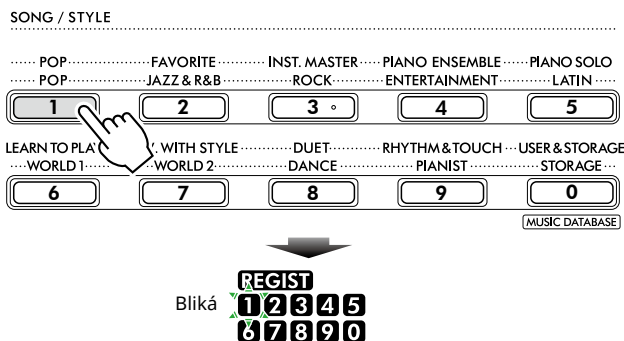 SONG / STYLE
POP FAVORITE INST. MASTER PIANO ENSEMBLE PIANO SOLO
POP JAZZ & R&B ROCK ENTERTAINMENT LATIN
1 2 3 4 5
LEARN TO WITH STYLE DUET RHYTHM & TOUCH USER & STORAGE
WORLD 1 WORLD 2 DANCE PIANIST STORAGE
6 7 8 9 0
MUSIC DATABASE
REGIST
Bliká 1 2 3 4 5
6 7 8 9 0